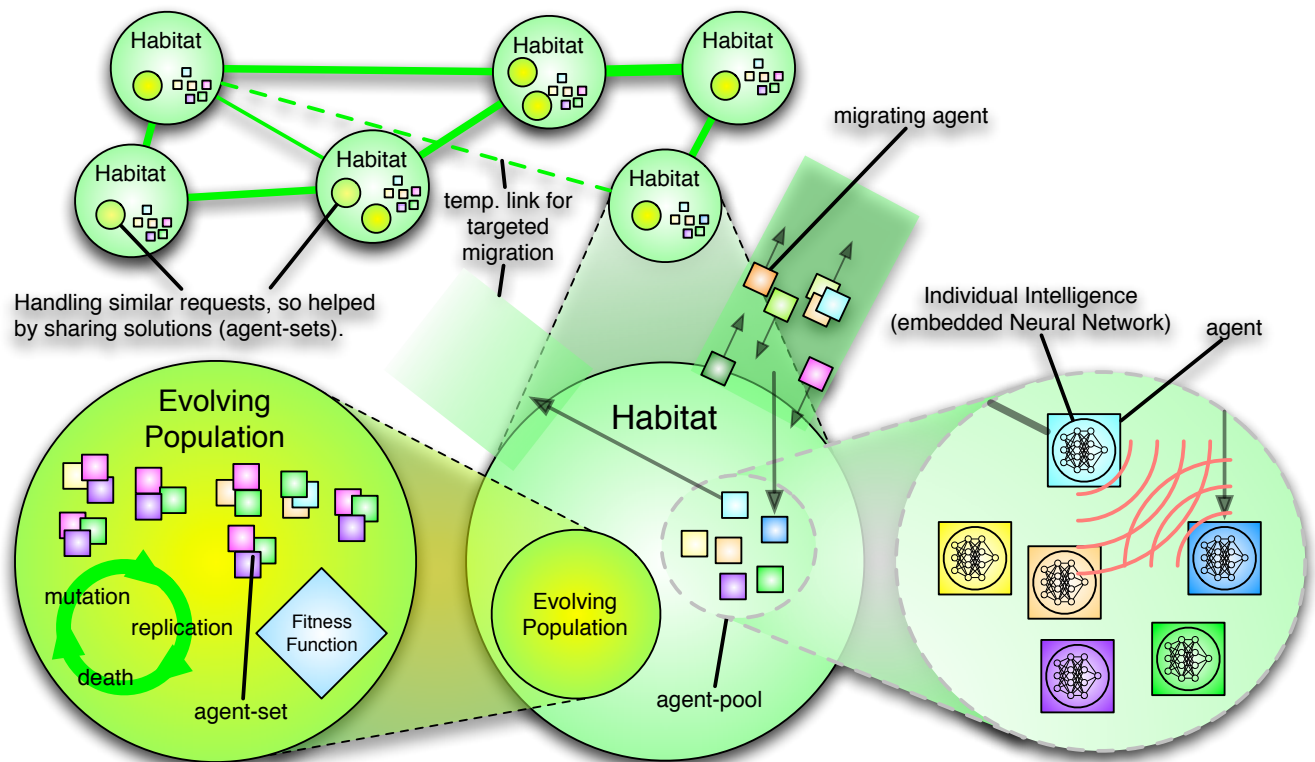 Habitat
Habitat
Habitat
Habitat
Habitat
Habitat
migrating agent
temp. link for
targeted
migration
Handling similar requests, so helped
by sharing solutions (agent-sets).
Individual Intelligence
(embedded Neural Network)
agent
Evolving
Population
mutation
replication
death
Fitness
Function
agent-set
Habitat
Evolving
Population
agent-pool